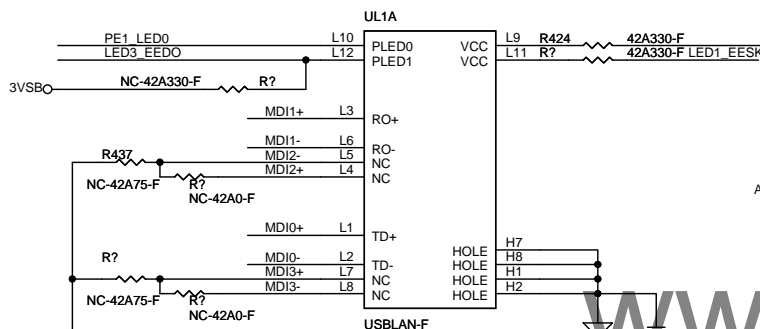 UL1A
PE1_LED0 L10 PLED0 VCC L9 R424 42A330-F
LED3_EEDO L12 PLED1 VCC L11 R? 42A330-F LED1_EESK
3VSB NC-42A330-F R?
MDI1+ L3 RO+
MDI1- L6 RO-
R437 MDI2- L5 NC
MDI2+ L4 NC
NC-42A75-F R?
NC-42A0-F
MDI0+ L1 TD+
HOLE H7
R? MDI0- L2 TD- HOLE H8
MDI3+ L7 NC HOLE H1
MDI3- L8 NC HOLE H2
NC-42A75-F R?
NC-42A0-F
USBLAN-F